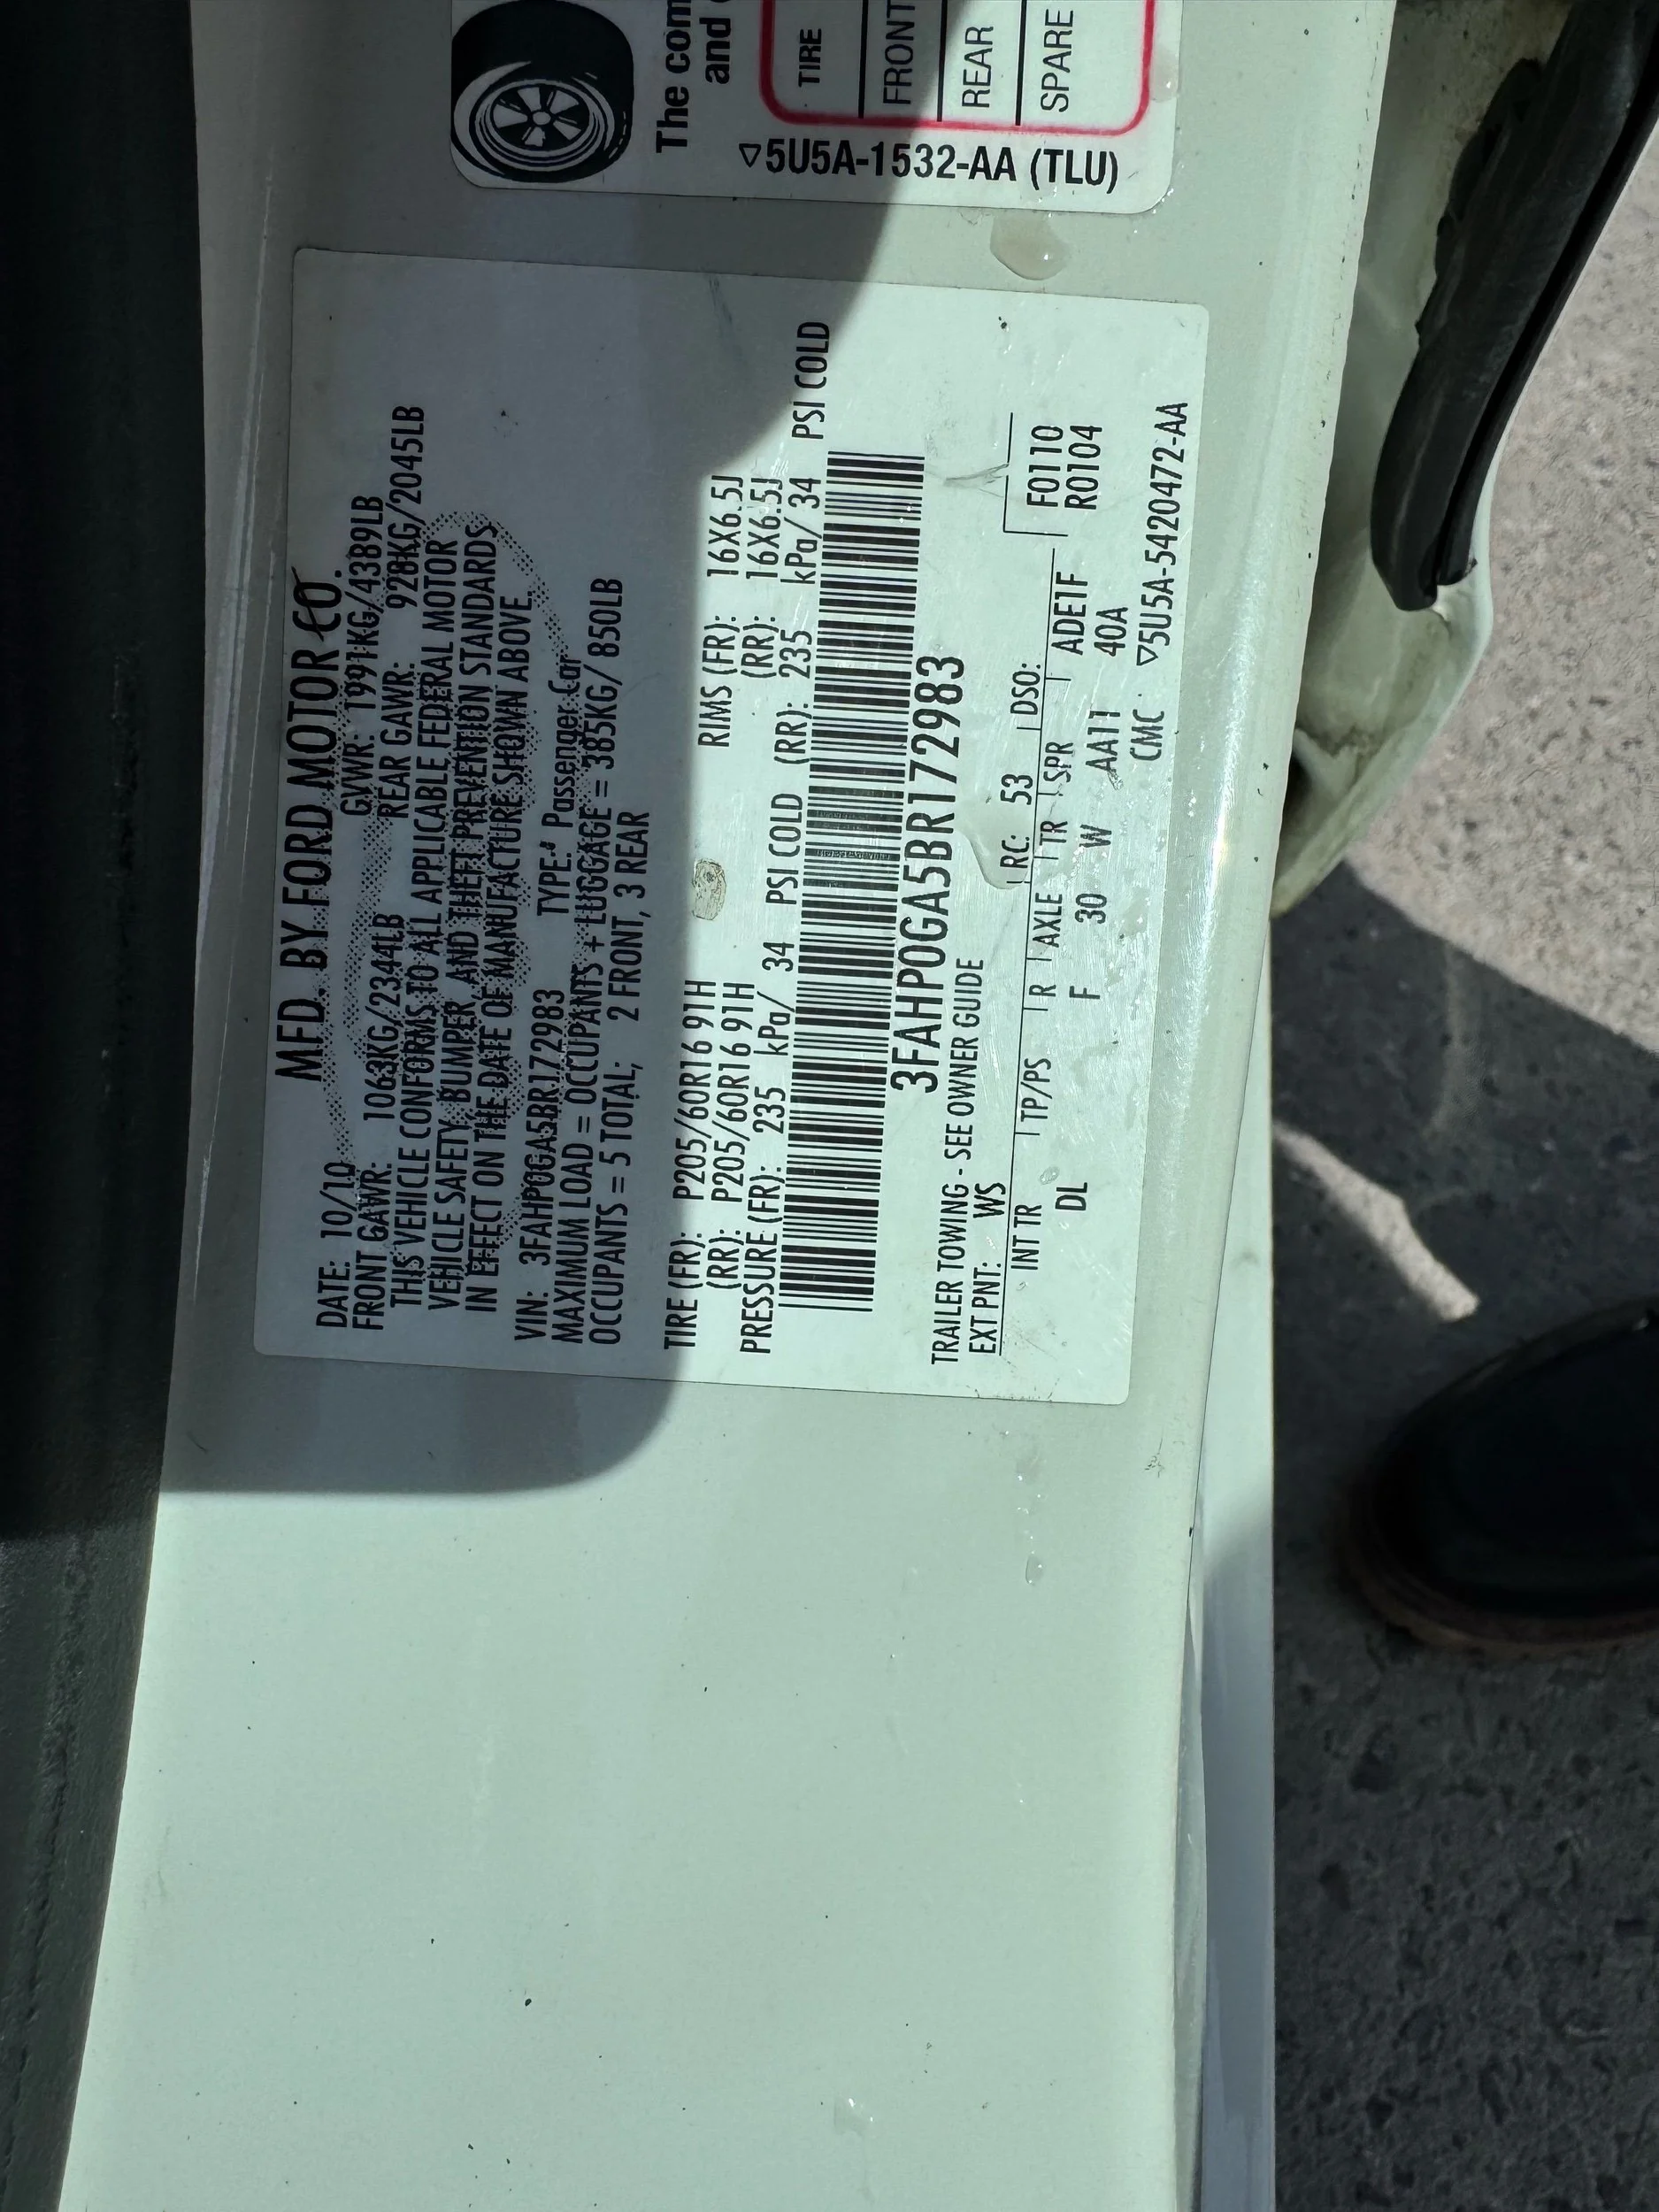 MFD. BY FORD MOTOR CO.
DATE: 10/10 GVWR: 1991KG/4389LB
FRONT GAWR: 1063KG/2344LB REAR GAWR: 928KG/2045LB
THIS VEHICLE CONFORMS TO ALL APPLICABLE FEDERAL MOTOR
VEHICLE SAFETY, BUMPER, AND THEFT PREVENTION STANDARDS
IN EFFECT ON THE DATE OF MANUFACTURE SHOWN ABOVE.
VIN: 3FAHP0GA5BR172983 TYPE: Passenger Car
MAXIMUM LOAD = OCCUPANTS + LUGGAGE = 385KG/ 850LB
OCCUPANTS = 5 TOTAL; 2 FRONT, 3 REAR
TIRE (FR): P205/60R16 91H RIMS (FR): 16X6.5J
(RR): P205/60R16 91H (RR): 16X6.5J
PRESSURE (FR): 235 kPa/ 34 PSI COLD (RR): 235 kPa/ 34 PSI COLD
3FAHP0GA5BR172983
TRAILER TOWING - SEE OWNER GUIDE
EXT PNT: WS RC: 53 DSO:
INT TR TP/PS R AXLE TR SPR ADE1F F0110
DL F 30 W AA11 40A R0104
CMC ▽5U5A-5420472-AA
The com
and
TIRE
FRONT
REAR
SPARE
▽5U5A-1532-AA (TLU)